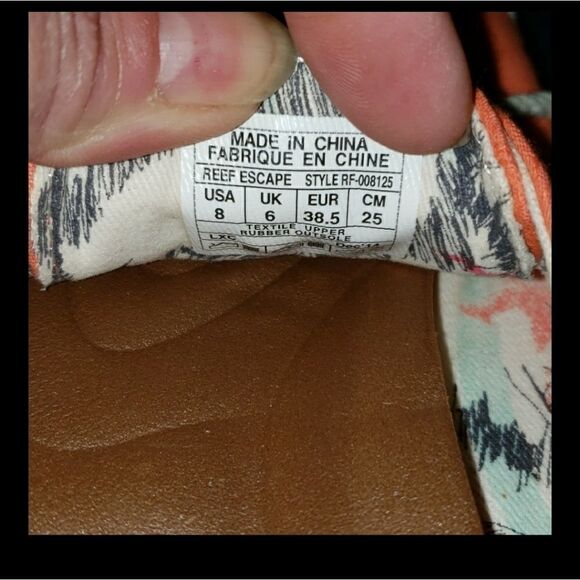 MADE IN CHINA
FABRIQUE EN CHINE
REEF ESCAPE STYLE RF-008125
USA UK EUR CM
8 6 38.5 25
TEXTILE UPPER
RUBBER OUTSOLE
LXC